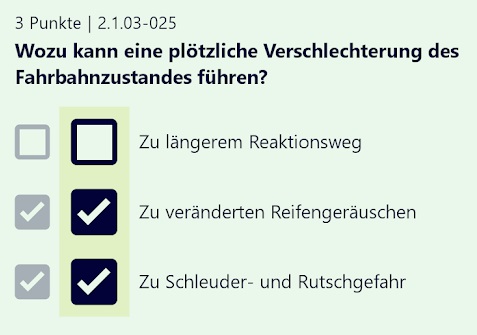 3 Punkte | 2.1.03-025
Wozu kann eine plötzliche Verschlechterung des
Fahrbahnzustandes führen?
Zu längerem Reaktionsweg
Zu veränderten Reifengeräuschen
Zu Schleuder- und Rutschgefahr